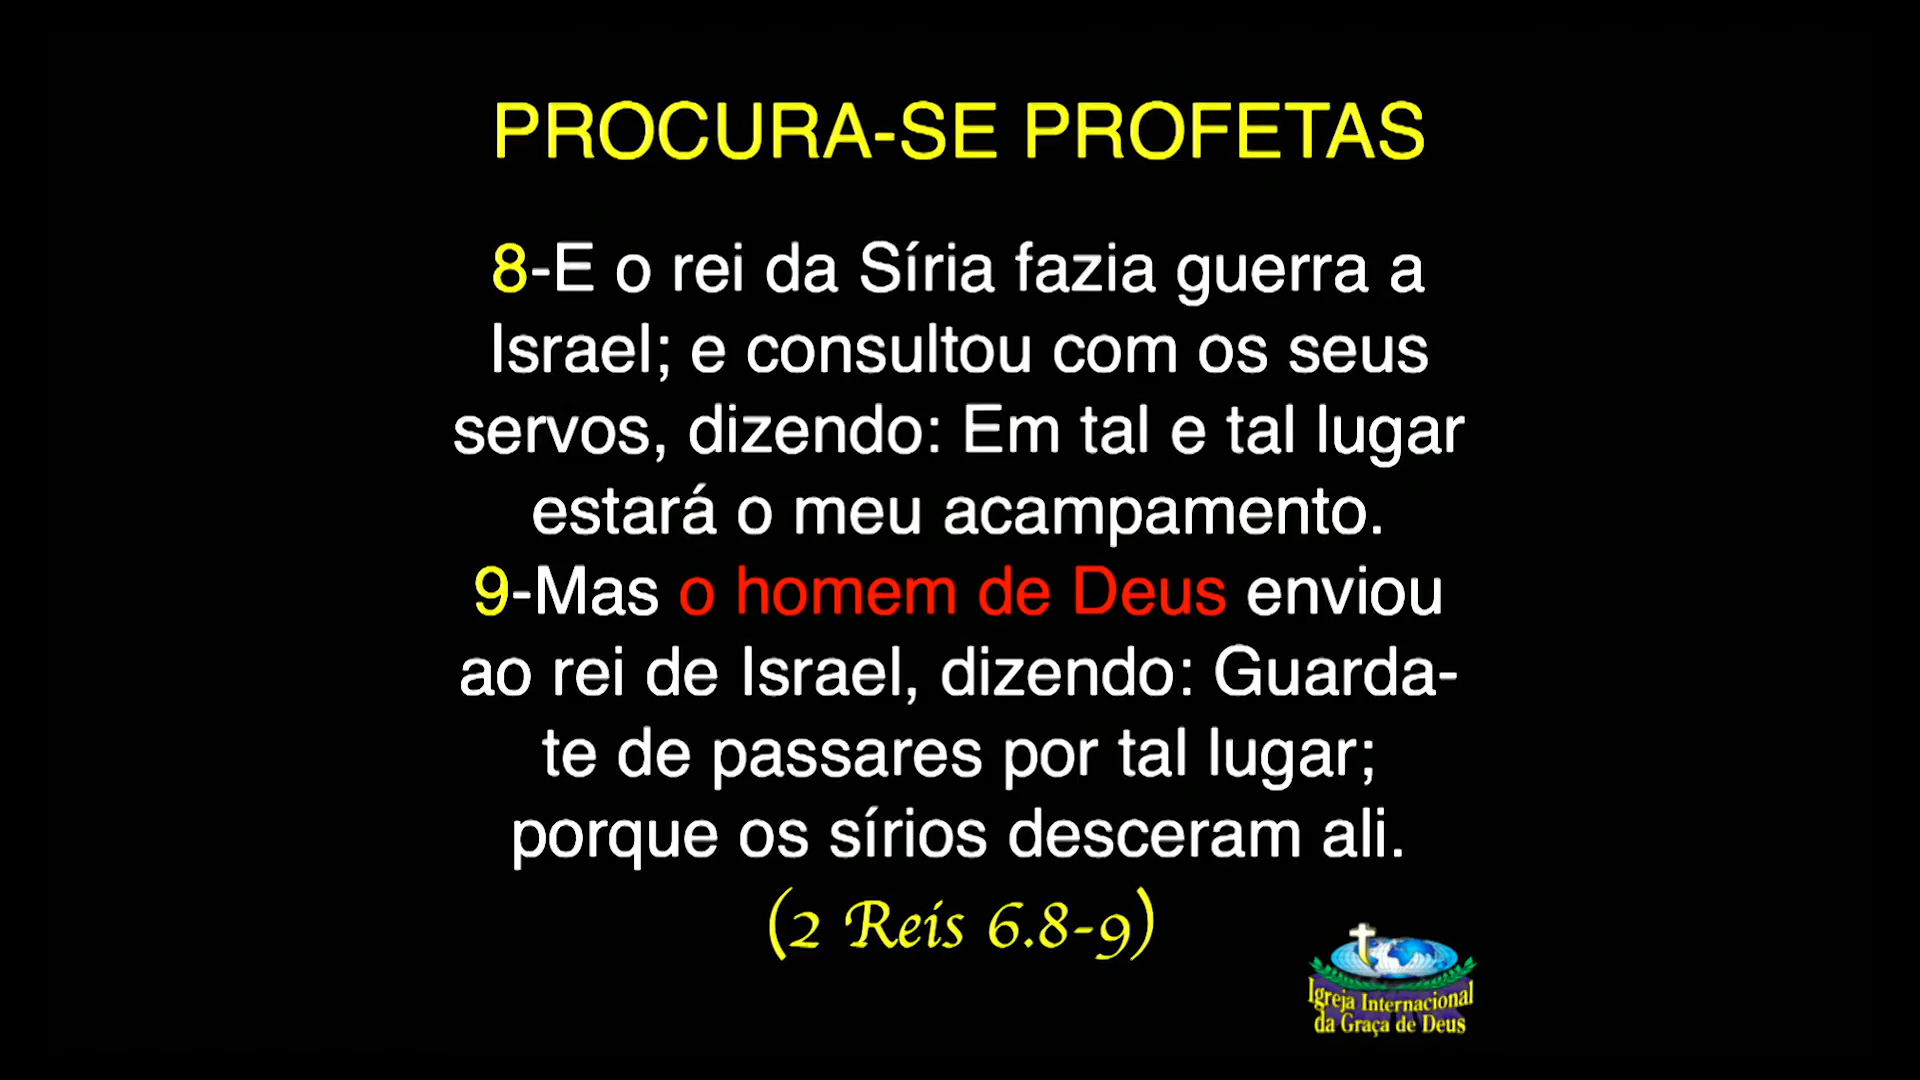 PROCURA-SE PROFETAS
8-E o rei da Síria fazia guerra a
Israel; e consultou com os seus
servos, dizendo: Em tal e tal lugar
estará o meu acampamento.
9-Mas o homem de Deus enviou
ao rei de Israel, dizendo: Guarda-
te de passares por tal lugar;
porque os sírios desceram ali.
(2 Reis 6.8-9)
Igreja Internacional
da Graça de Deus